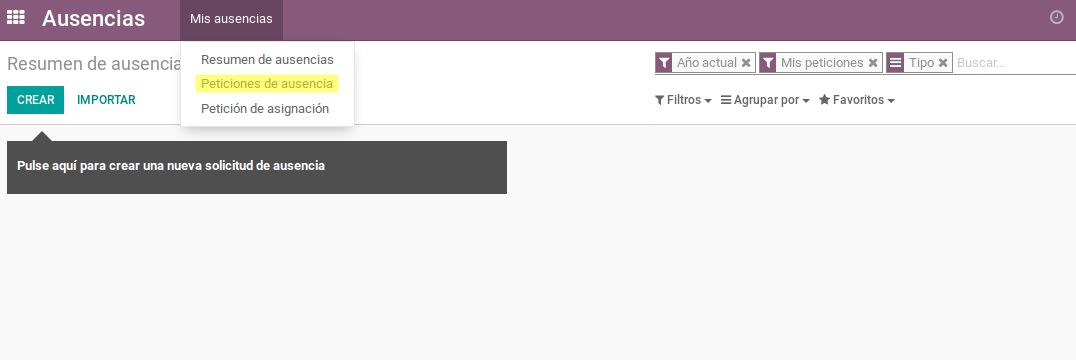 Ausencias Mis ausencias
Resumen de ausencia
Resumen de ausencias
Peticiones de ausencia
Petición de asignación
Año actual Mis peticiones Tipo Buscar...
CREAR IMPORTAR
Filtros Agrupar por Favoritos
Pulse aquí para crear una nueva solicitud de ausencia